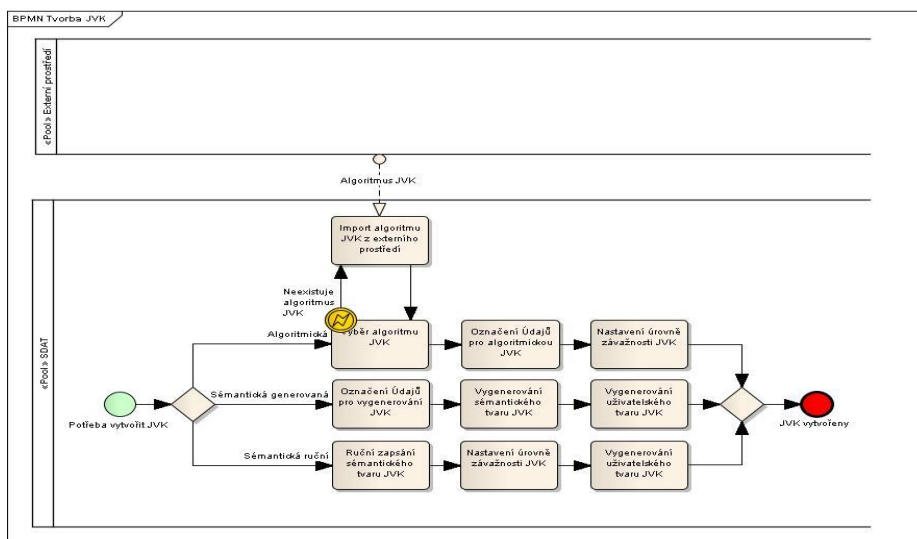 BPMN Tvorba JVK
«Pool» Externí prostředí
Algoritmus JVK
«Pool» SDAT
Import algoritmu
JVK z externího
prostředí
Neexistuje
algoritmus
JVK
Algoritmická
algoritmu
JVK
Označení Údajů
pro algoritmickou
JVK
Nastavení úrovně
závažnosti JVK
Sémantická generovaná
Označení Údajů
pro vygenerování
JVK
Vygenerování
sémantického
tvaru JVK
Vygenerování
uživatelského
tvaru JVK
Potřeba vytvořit JVK
JVK vytvořeny
Sémantická ruční
Ruční zapsání
sémantického
tvaru JVK
Nastavení úrovně
závažnosti JVK
Vygenerování
uživatelského
tvaru JVK